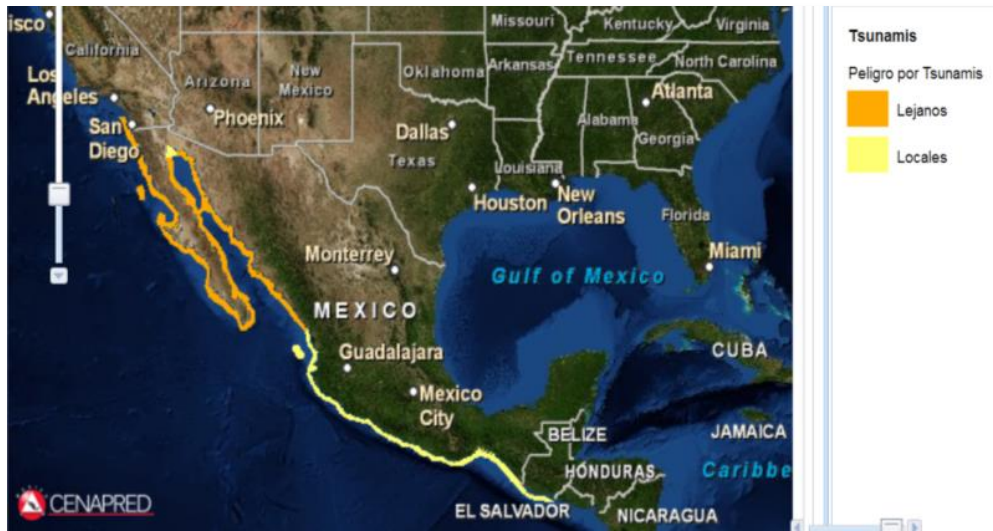 isco
California
Los
Angeles
San
Diego
Arizona
Phoenix
New
Mexico
Missouri
Kentucky
Virginia
Oklahoma
Arkansas
Tennessee
North Carolina
Atlanta
Dallas
Alabama
Georgia
Texas
Louisiana
Houston
New
Orleans
Florida
Miami
Monterrey
Gulf of Mexico
MEXICO
CUBA
Guadalajara
Mexico
City
BELIZE
JAMAICA
HONDURAS
Caribbe
EL SALVADOR
NICARAGUA
CENAPRED
Tsunamis
Peligro por Tsunamis
Lejanos
Locales